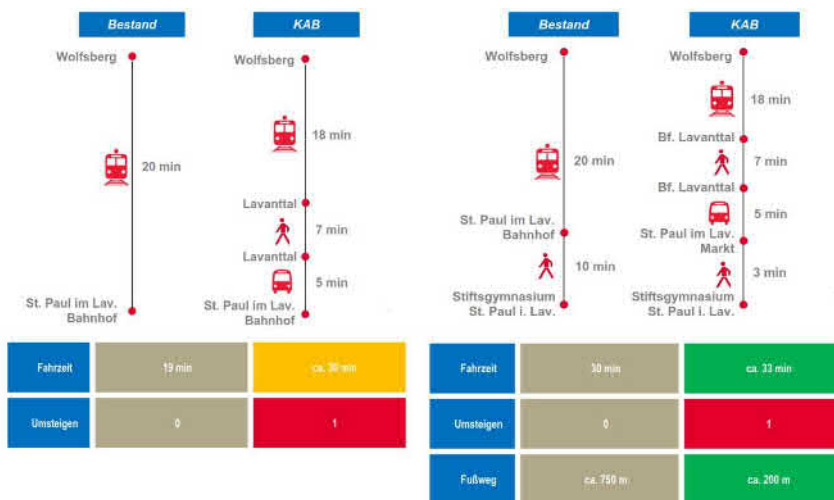 Bestand
KAB
Wolfsberg
Wolfsberg
20 min
18 min
Lavanttal
7 min
Lavanttal
5 min
St. Paul im Lav.
Bahnhof
St. Paul im Lav.
Bahnhof
Fahrzeit
19 min
ca. 30 min
Umsteigen
0
1
Bestand
KAB
Wolfsberg
Wolfsberg
18 min
Bf. Lavanttal
20 min
7 min
Bf. Lavanttal
5 min
St. Paul im Lav.
Bahnhof
St. Paul im Lav.
Markt
10 min
3 min
Stiftsgymnasium
St. Paul i. Lav.
Stiftsgymnasium
St. Paul i. Lav.
Fahrzeit
30 min
ca. 33 min
Umsteigen
0
1
Fußweg
ca. 750 m
ca. 200 m